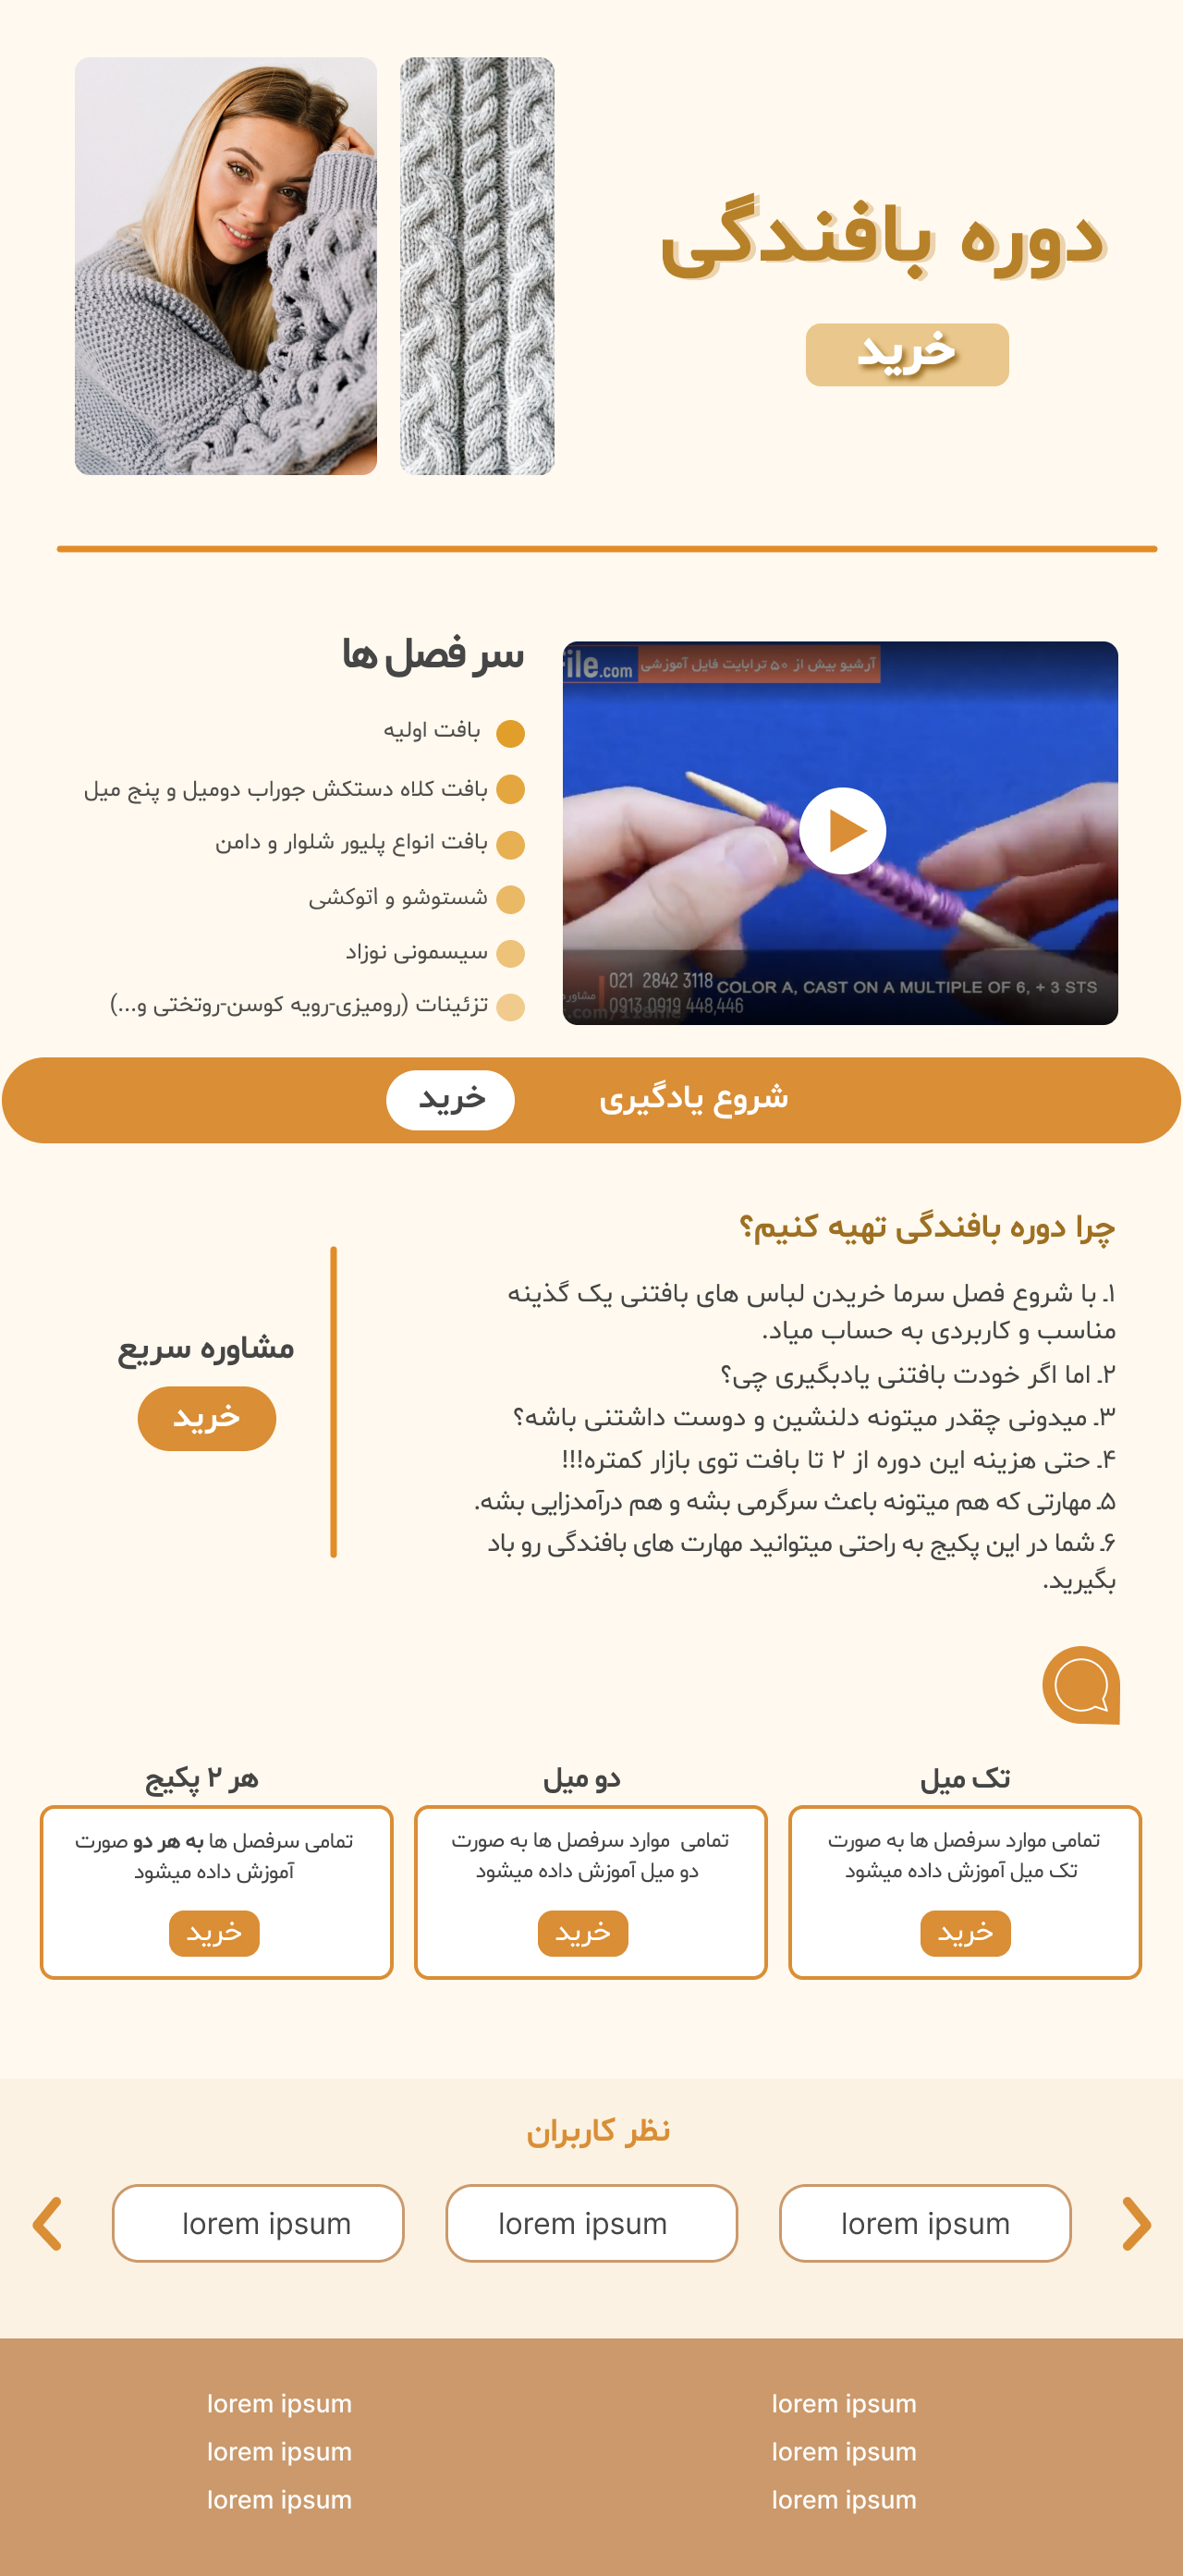 دوره بافندگی
خرید
سر فصل ها
بافت اولیه
بافت کلاه دستکش جوراب دومیل و پنج میل
بافت انواع پلیور شلوار و دامن
شستوشو و اتوکشی
سیسمونی نوزاد
تزئینات (رومیزی-رویه کوسن-روتختی و...)
آرشیو بیش از ۵۰ ترابایت فایل آموزشی
ile.com
021 2842 3118
0913 0919 448,446
مشاوره
.com/118file
COLOR A, CAST ON A MULTIPLE OF 6, + 3 STS
شروع یادگیری
خرید
چرا دوره بافندگی تهیه کنیم؟
۱. با شروع فصل سرما خریدن لباس های بافتنی یک گذینه
مناسب و کاربردی به حساب میاد.
۲. اما اگر خودت بافتنی یادبگیری چی؟
۳. میدونی چقدر میتونه دلنشین و دوست داشتنی باشه؟
۴. حتی هزینه این دوره از ۲ تا بافت توی بازار کمتره!!!
۵. مهارتی که هم میتونه باعث سرگرمی بشه و هم درآمدزایی بشه.
۶. شما در این پکیج به راحتی میتوانید مهارت های بافندگی رو باد
بگیرید.
مشاوره سریع
خرید
تک میل
تمامی موارد سرفصل ها به صورت
تک میل آموزش داده میشود
خرید
دو میل
تمامی موارد سرفصل ها به صورت
دو میل آموزش داده میشود
خرید
هر ۲ پکیج
تمامی سرفصل ها به هر دو صورت
آموزش داده میشود
خرید
نظر کاربران
lorem ipsum
lorem ipsum
lorem ipsum
lorem ipsum
lorem ipsum
lorem ipsum
lorem ipsum
lorem ipsum
lorem ipsum